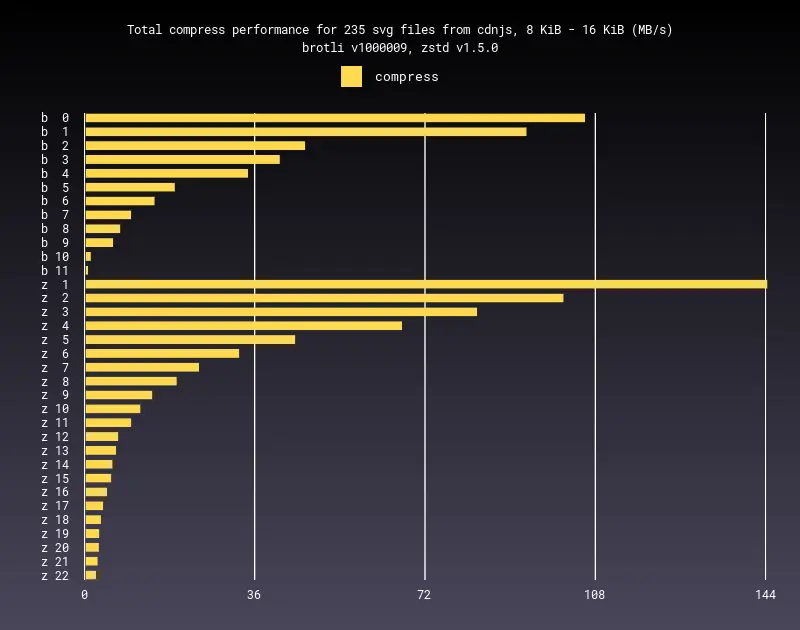 Total compress performance for 235 svg files from cdnjs, 8 KiB - 16 KiB (MB/s)
brotli v1000009, zstd v1.5.0
compress
b 0
b 1
b 2
b 3
b 4
b 5
b 6
b 7
b 8
b 9
b 10
b 11
z 1
z 2
z 3
z 4
z 5
z 6
z 7
z 8
z 9
z 10
z 11
z 12
z 13
z 14
z 15
z 16
z 17
z 18
z 19
z 20
z 21
z 22
0 36 72 108 144